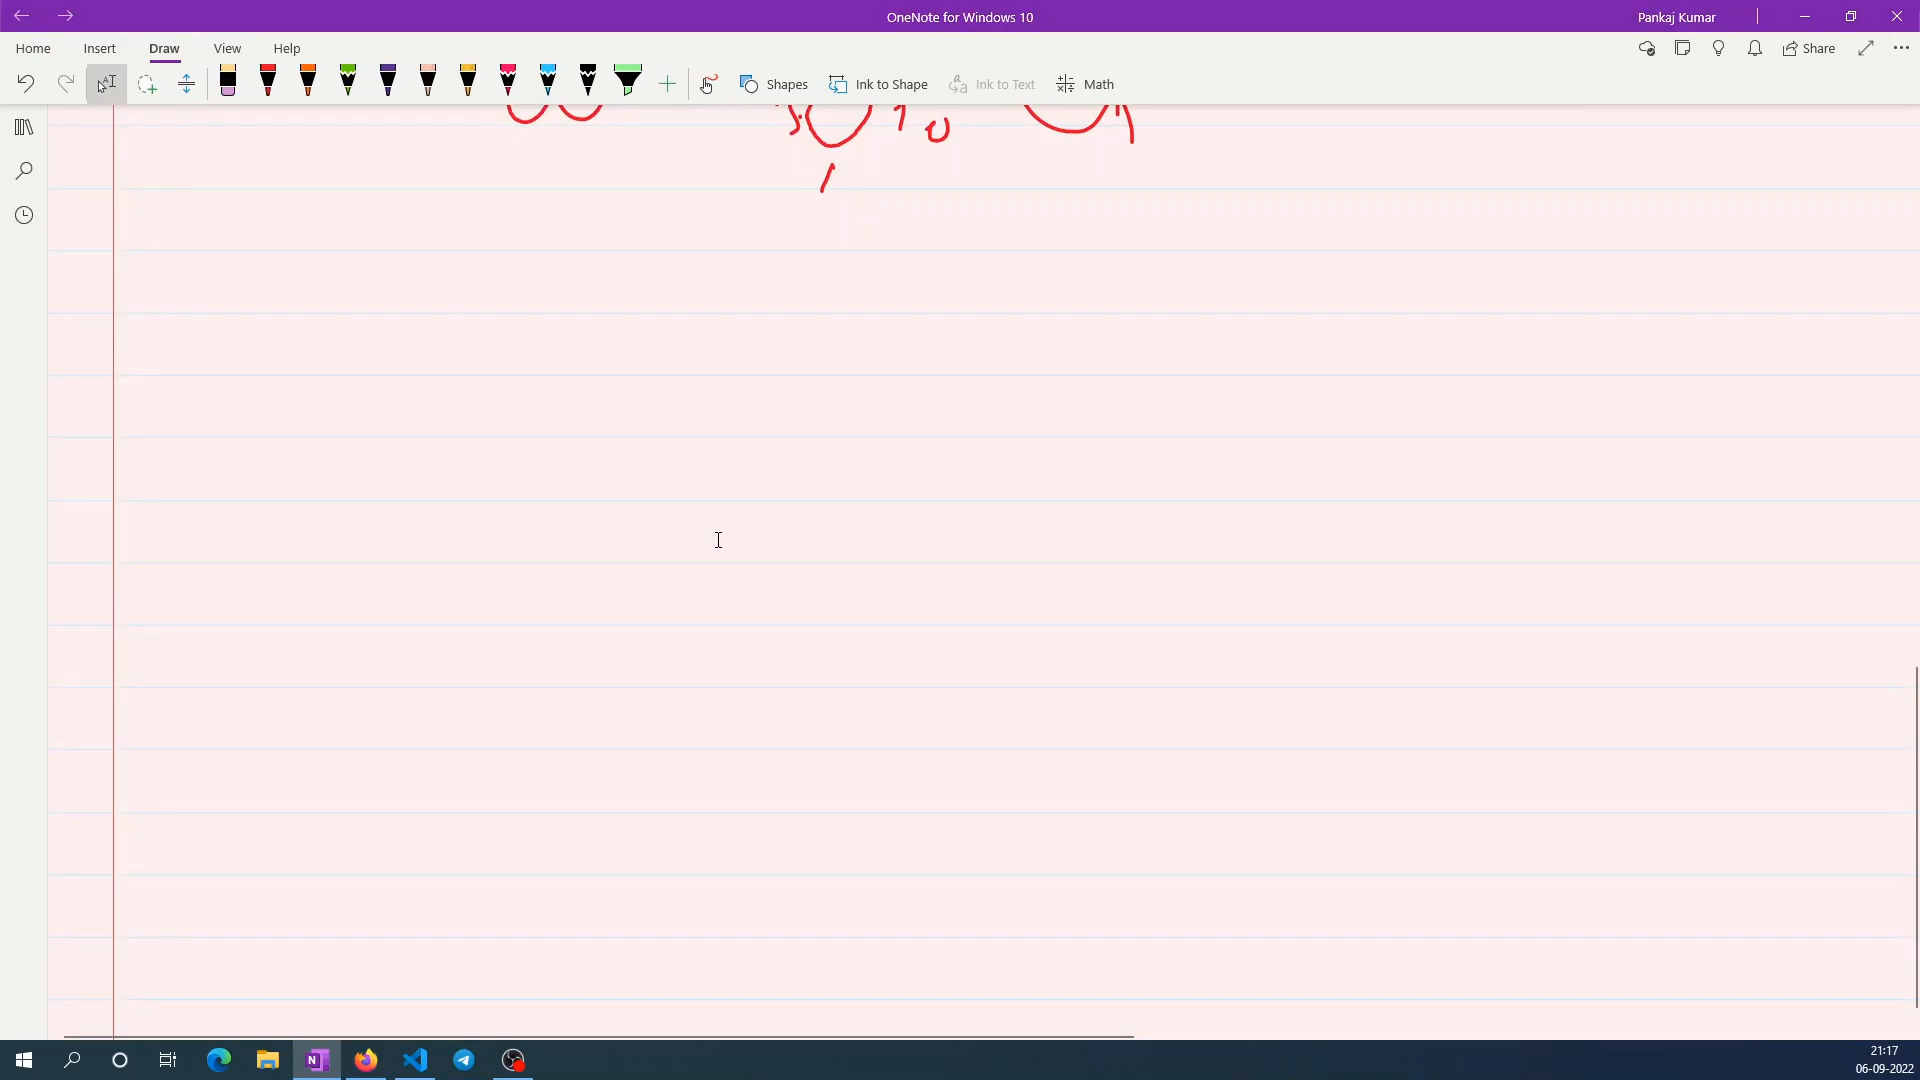 OneNote for Windows 10
Pankaj Kumar
Home Insert Draw View Help
Share
Shapes Ink to Shape Ink to Text Math
21:17
06-09-2022